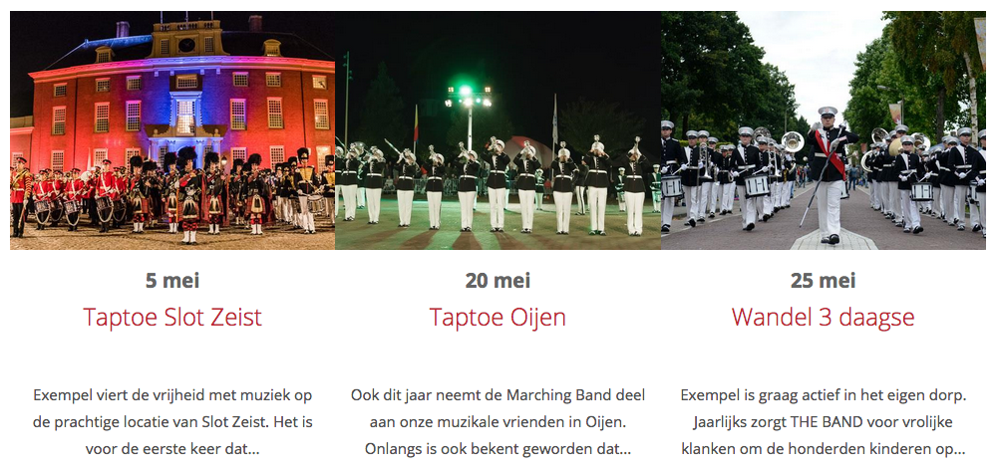 5 mei
Taptoe Slot Zeist
Exempel viert de vrijheid met muziek op
de prachtige locatie van Slot Zeist. Het is
voor de eerste keer dat...
20 mei
Taptoe Oijen
Ook dit jaar neemt de Marching Band deel
aan onze muzikale vrienden in Oijen.
Onlangs is ook bekent geworden dat...
25 mei
Wandel 3 daagse
Exempel is graag actief in het eigen dorp.
Jaarlijks zorgt THE BAND voor vrolijke
klanken om de honderden kinderen op...